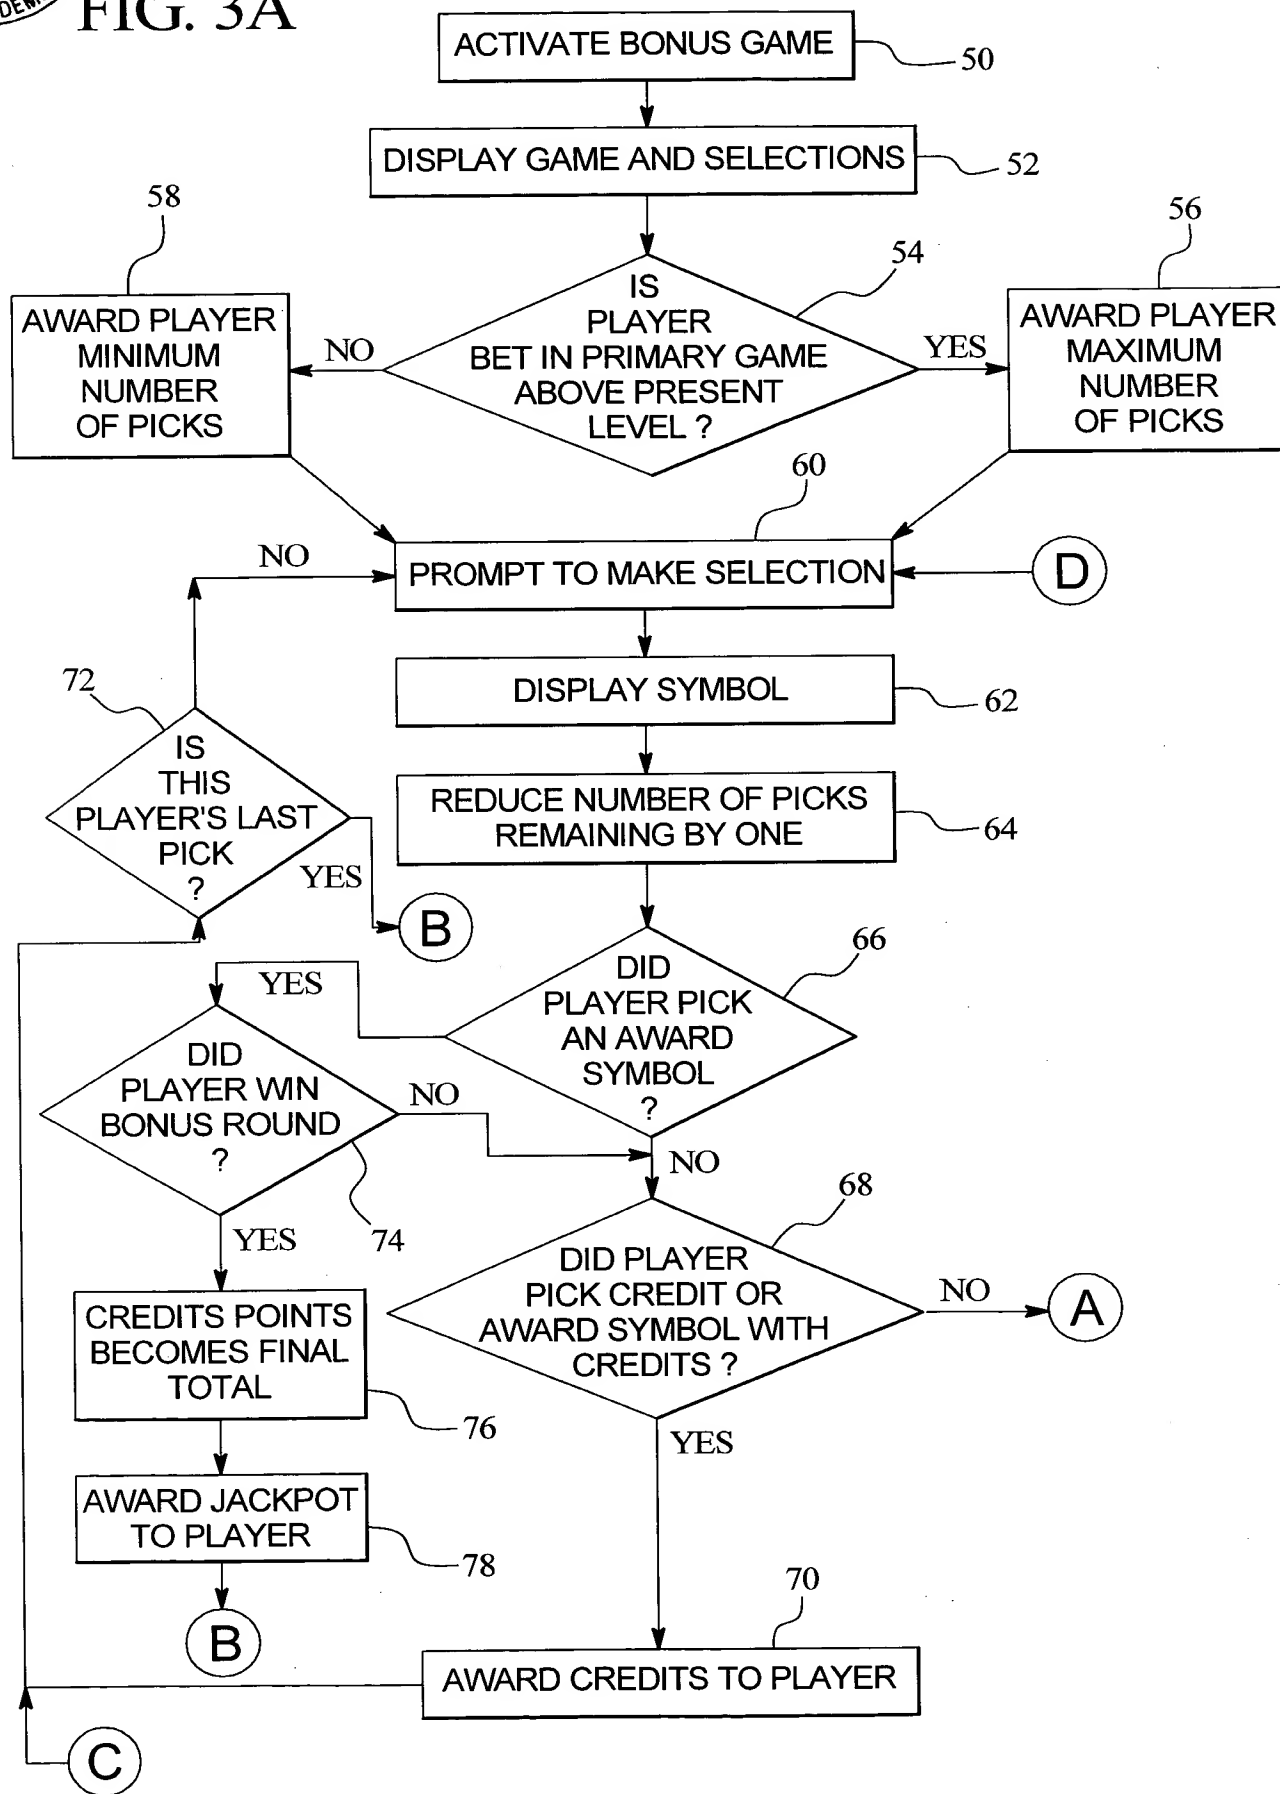 DEM
FIG. 3A
ACTIVATE BONUS GAME
50
DISPLAY GAME AND SELECTIONS
52
58
56
54
AWARD PLAYER
MINIMUM
NUMBER
OF PICKS
NO
IS
PLAYER
BET IN PRIMARY GAME
ABOVE PRESENT
LEVEL ?
YES
AWARD PLAYER
MAXIMUM
NUMBER
OF PICKS
60
NO
PROMPT TO MAKE SELECTION
D
72
DISPLAY SYMBOL
62
IS
THIS
PLAYER'S LAST
PICK
?
YES
B
REDUCE NUMBER OF PICKS
REMAINING BY ONE
64
66
YES
DID
PLAYER PICK
AN AWARD
SYMBOL
?
DID
PLAYER WIN
BONUS ROUND
?
NO
NO
74
YES
68
DID PLAYER
PICK CREDIT OR
AWARD SYMBOL WITH
CREDITS ?
NO
A
CREDITS POINTS
BECOMES FINAL
TOTAL
76
YES
AWARD JACKPOT
TO PLAYER
78
70
B
AWARD CREDITS TO PLAYER
C